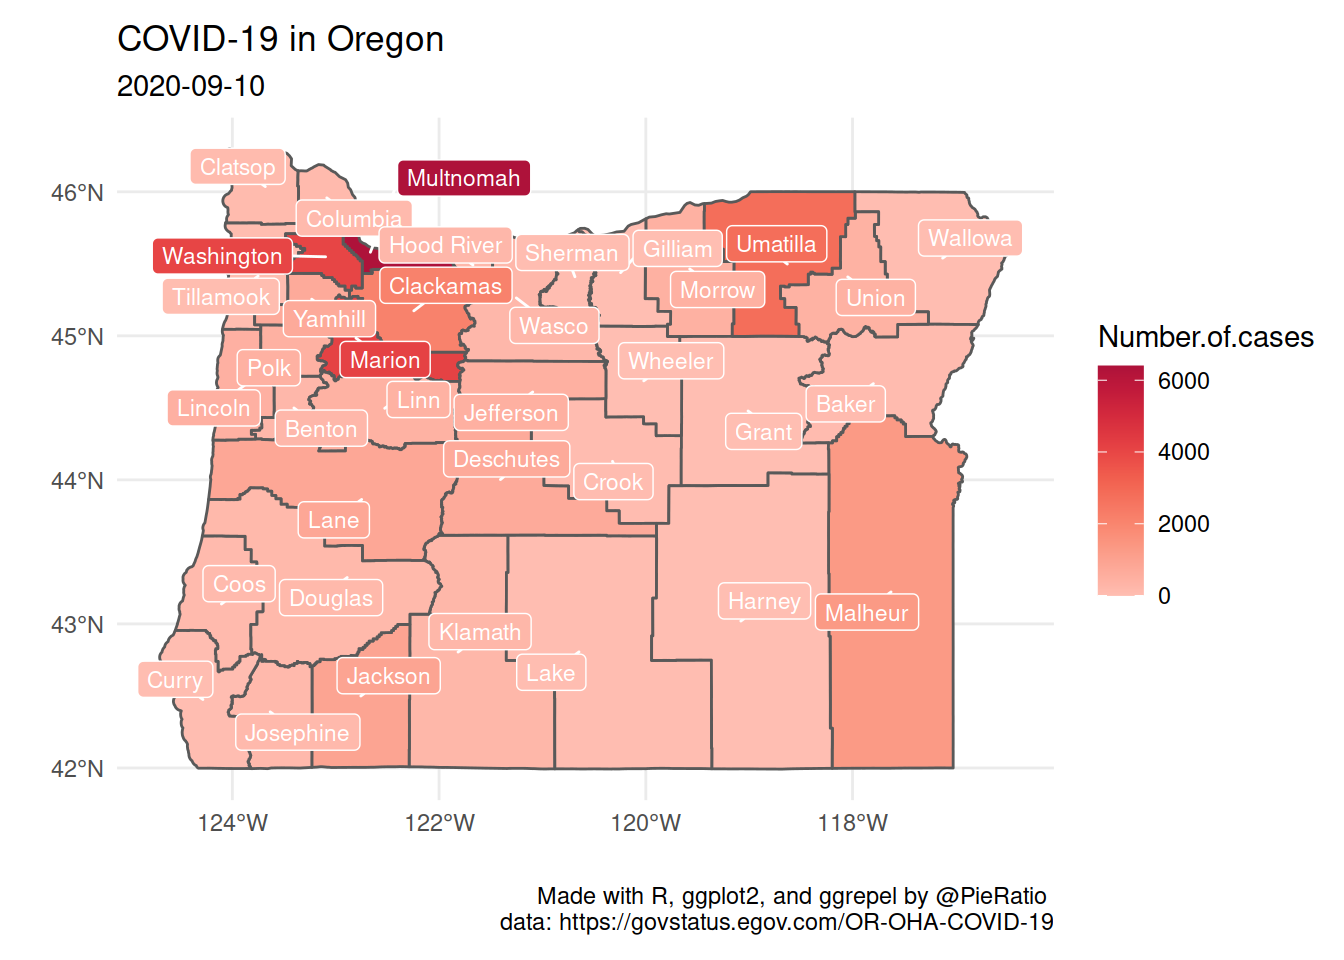 COVID-19 in Oregon
2020-09-10
Clatsop
Multnomah
46°N
Columbia
Hood River
Washington
Sherman
Gilliam
Umatilla
Wallowa
Tillamook
Clackamas
Morrow
Union
Yamhill
Wasco
45°N
Number.of.cases
Marion
Polk
Wheeler
6000
Lincoln
Linn
Jefferson
Baker
Benton
Grant
4000
Deschutes
44°N
Crook
Lane
2000
Coos
Douglas
Harney
Malheur
0
43°N
Klamath
Curry
Jackson
Lake
Josephine
42°N
124°W
122°W
120°W
118°W
Made with R, ggplot2, and ggrepel by @PieRatio
data: https://govstatus.egov.com/OR-OHA-COVID-19